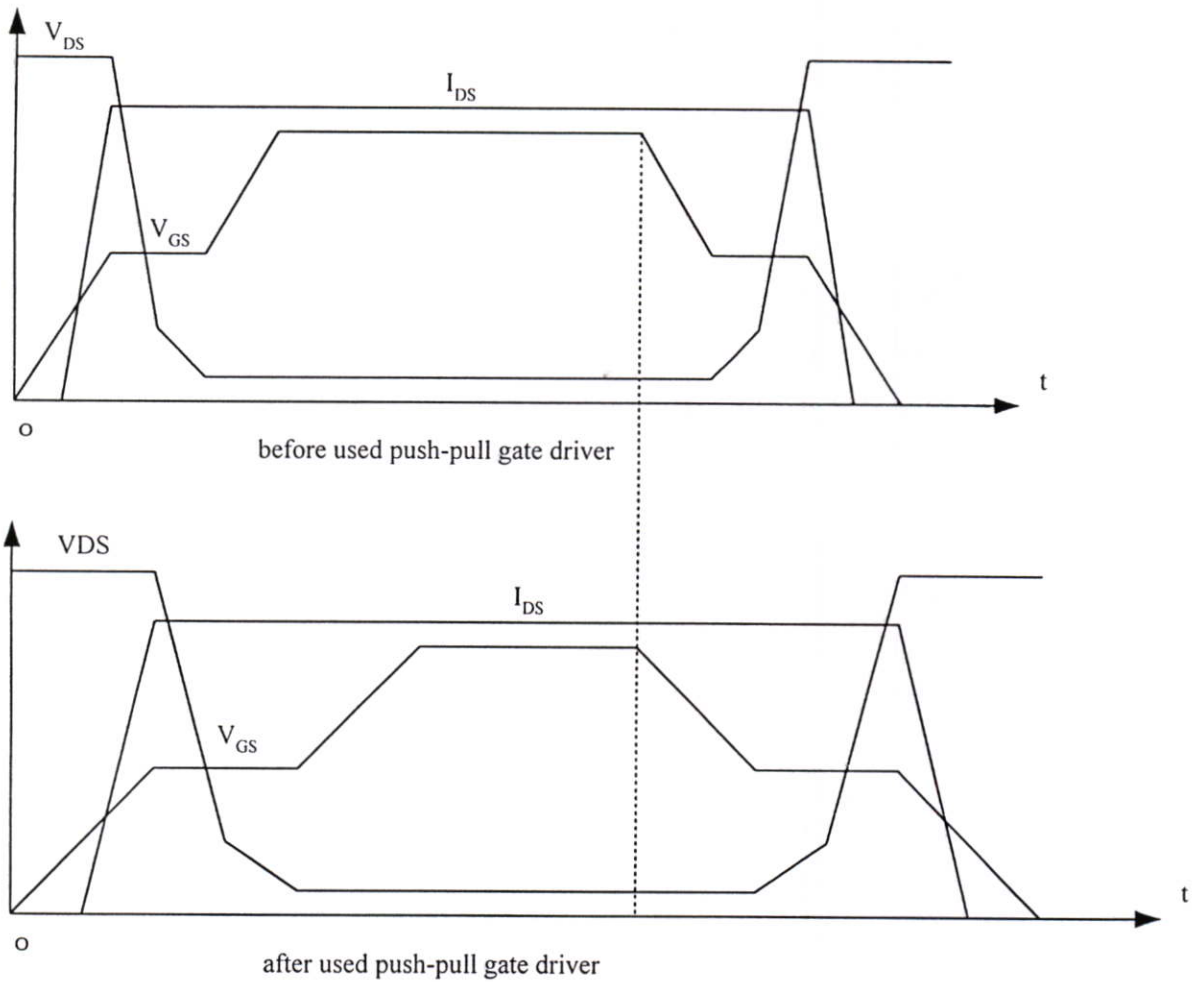 V_DS
I_DS
V_GS
t
O
before used push-pull gate driver
VDS
I_DS
V_GS
t
O
after used push-pull gate driver